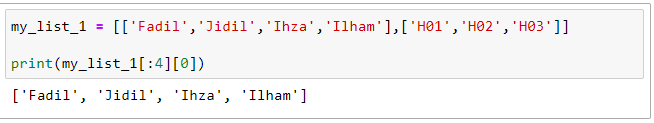 my_list_1 = [['Fadil','Jidil','Ihza','Ilham'],['H01','H02','H03']]
print(my_list_1[:4][0])
['Fadil', 'Jidil', 'Ihza', 'Ilham']